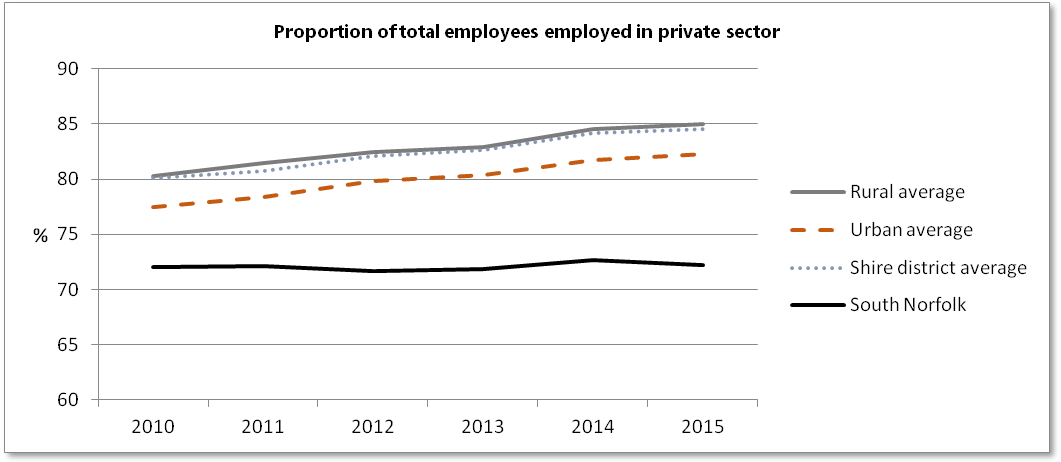 Proportion of total employees employed in private sector
90
85
80
75
%
70
65
60
2010 2011 2012 2013 2014 2015
Rural average
Urban average
Shire district average
South Norfolk